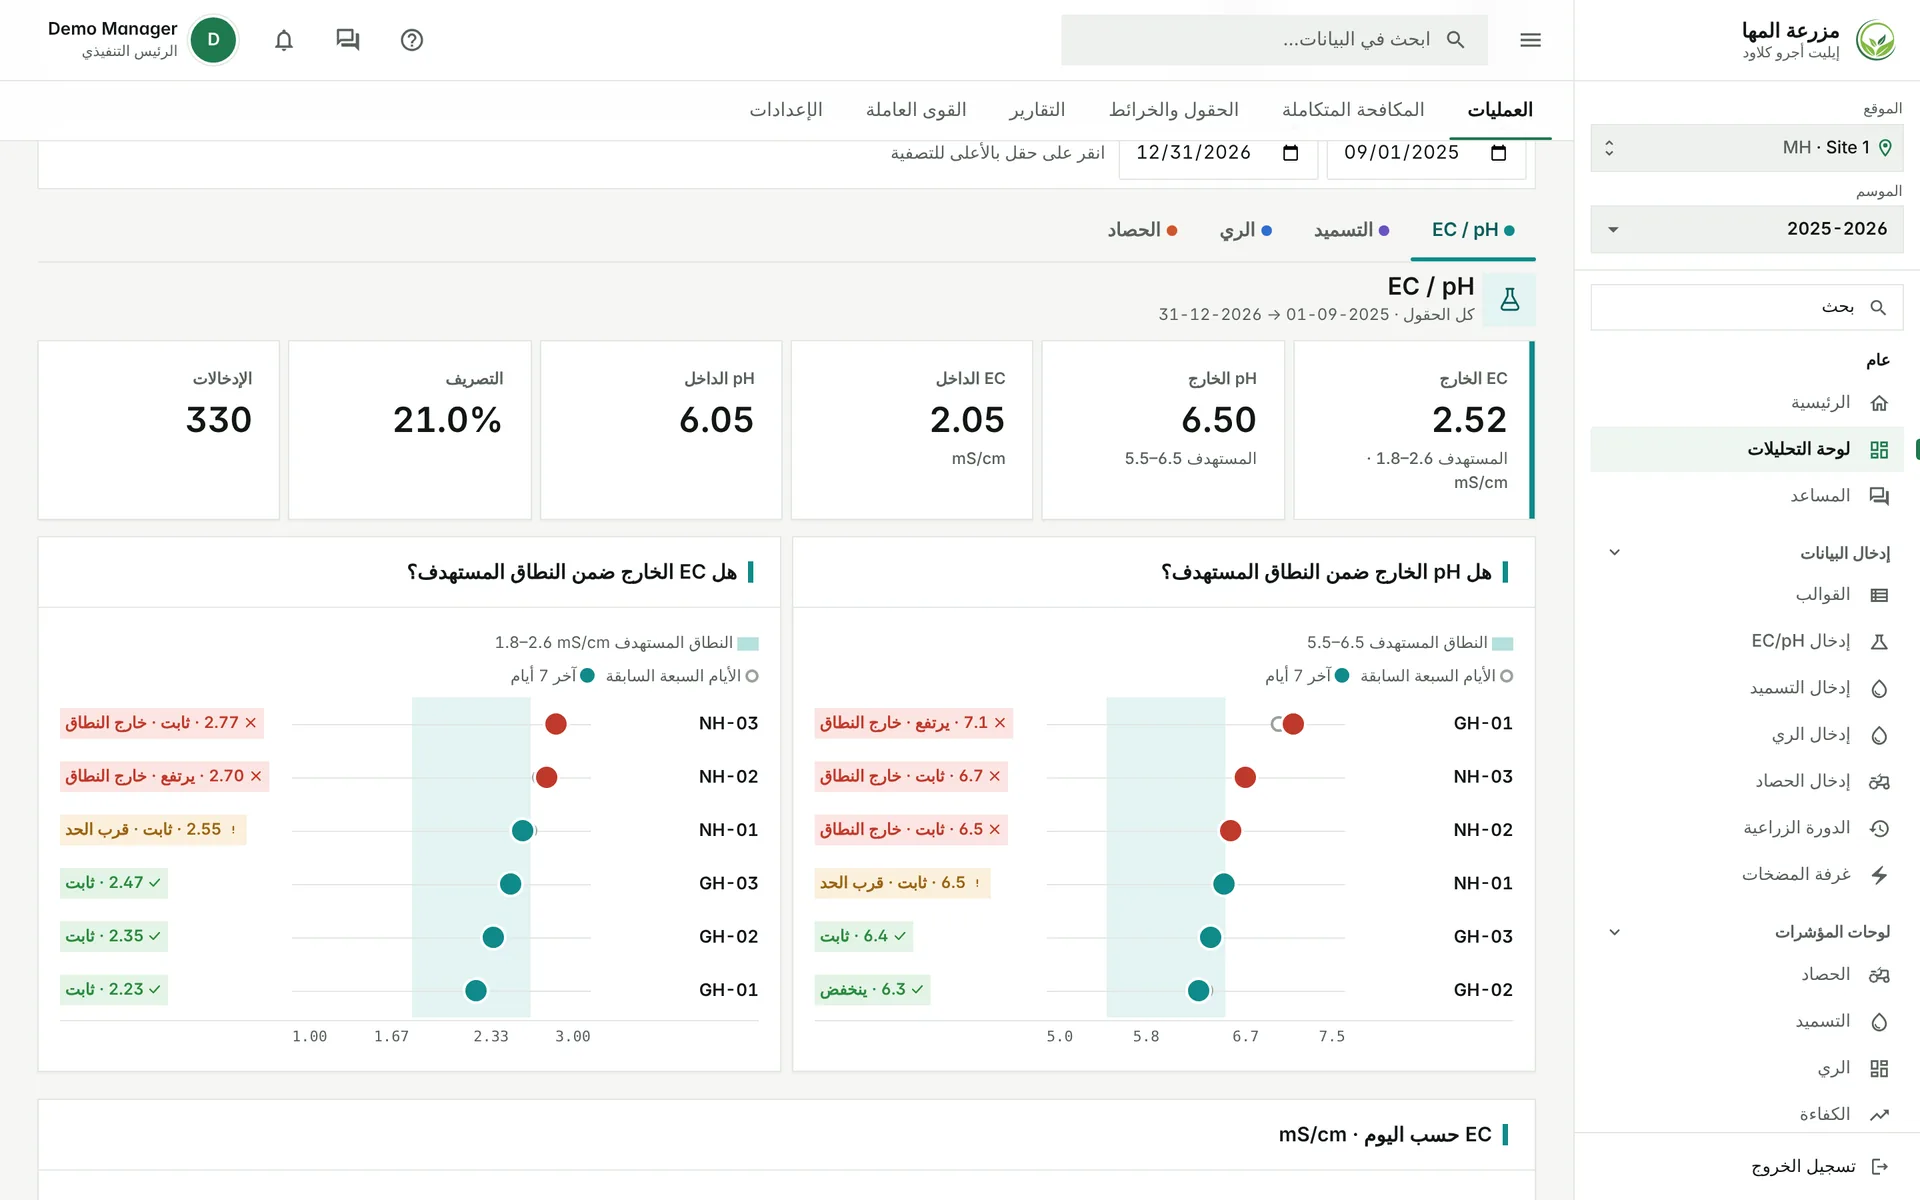 مزرعة المها
إيليت أجرو كلاود
ابحث في البيانات...
Demo Manager
الرئيس التنفيذي
D
العمليات
المكافحة المتكاملة
الحقول والخرائط
التقارير
القوى العاملة
الإعدادات
الموقع
MH · Site 1
الموسم
2025-2026
بحث
عام
الرئيسية
لوحة التحليلات
المساعد
إدخال البيانات
القوالب
إدخال EC/pH
إدخال التسميد
إدخال الري
إدخال الحصاد
الدورة الزراعية
غرفة المضخات
لوحات المؤشرات
الحصاد
التسميد
الري
الكفاءة
تسجيل الخروج
09/01/2025
12/31/2026
انقر على حقل بالأعلى للتصفية
EC / pH
التسميد
الري
الحصاد
EC / pH
كل الحقول · 2025-09-01 → 2026-12-31
EC الخارج
2.52
المستهدف 1.8–2.6 ·
mS/cm
pH الخارج
6.50
المستهدف 5.5–6.5
EC الداخل
2.05
mS/cm
pH الداخل
6.05
التصريف
21.0%
الإدخالات
330
هل pH الخارج ضمن النطاق المستهدف؟
النطاق المستهدف 5.5–6.5
الأيام السبعة السابقة
آخر 7 أيام
GH-01
× 7.1 · يرتفع · خارج النطاق
NH-03
× 6.7 · ثابت · خارج النطاق
NH-02
× 6.5 · ثابت · خارج النطاق
NH-01
! 6.5 · ثابت · قرب الحد
GH-03
✓ 6.4 · ثابت
GH-02
✓ 6.3 · ينخفض
5.0 5.8 6.7 7.5
هل EC الخارج ضمن النطاق المستهدف؟
النطاق المستهدف 1.8–2.6 mS/cm
الأيام السبعة السابقة
آخر 7 أيام
NH-03
× 2.77 · ثابت · خارج النطاق
NH-02
× 2.70 · يرتفع · خارج النطاق
NH-01
! 2.55 · ثابت · قرب الحد
GH-03
✓ 2.47 · ثابت
GH-02
✓ 2.35 · ثابت
GH-01
✓ 2.23 · ثابت
1.00 1.67 2.33 3.00
EC حسب اليوم · mS/cm